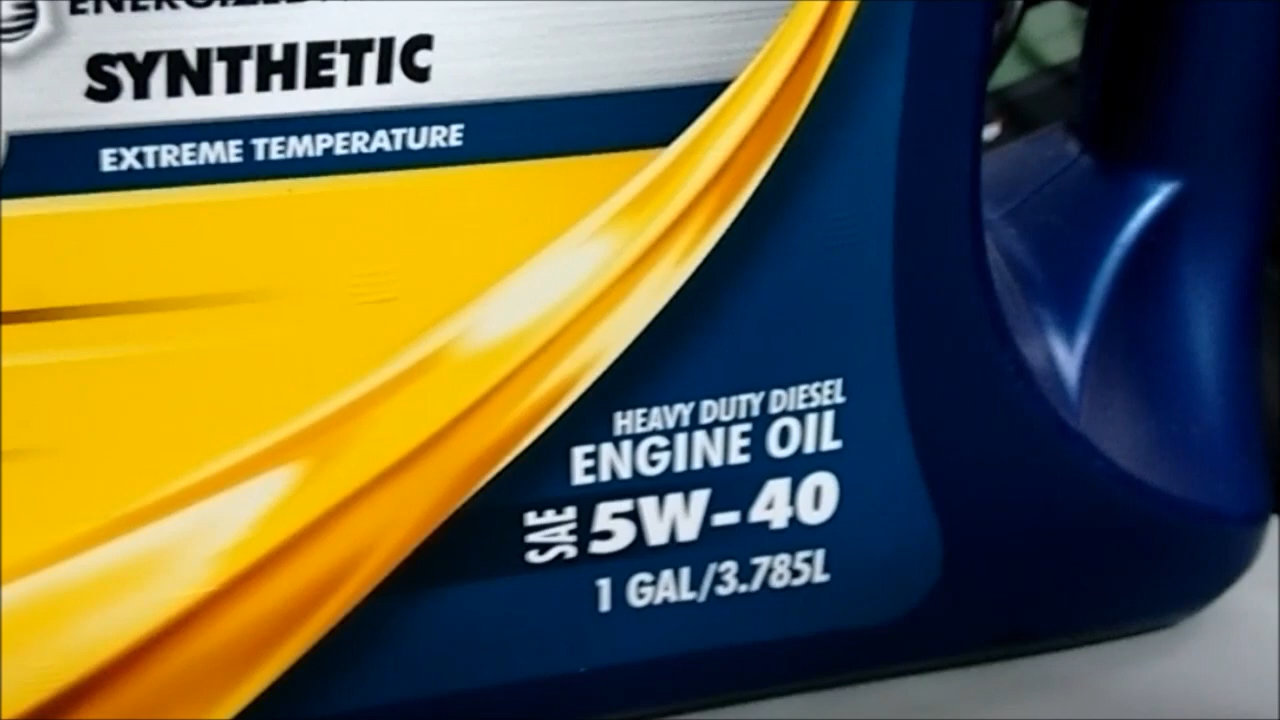 SYNTHETIC
EXTREME TEMPERATURE
HEAVY DUTY DIESEL
ENGINE OIL
SAE 5W-40
1 GAL/3.785L